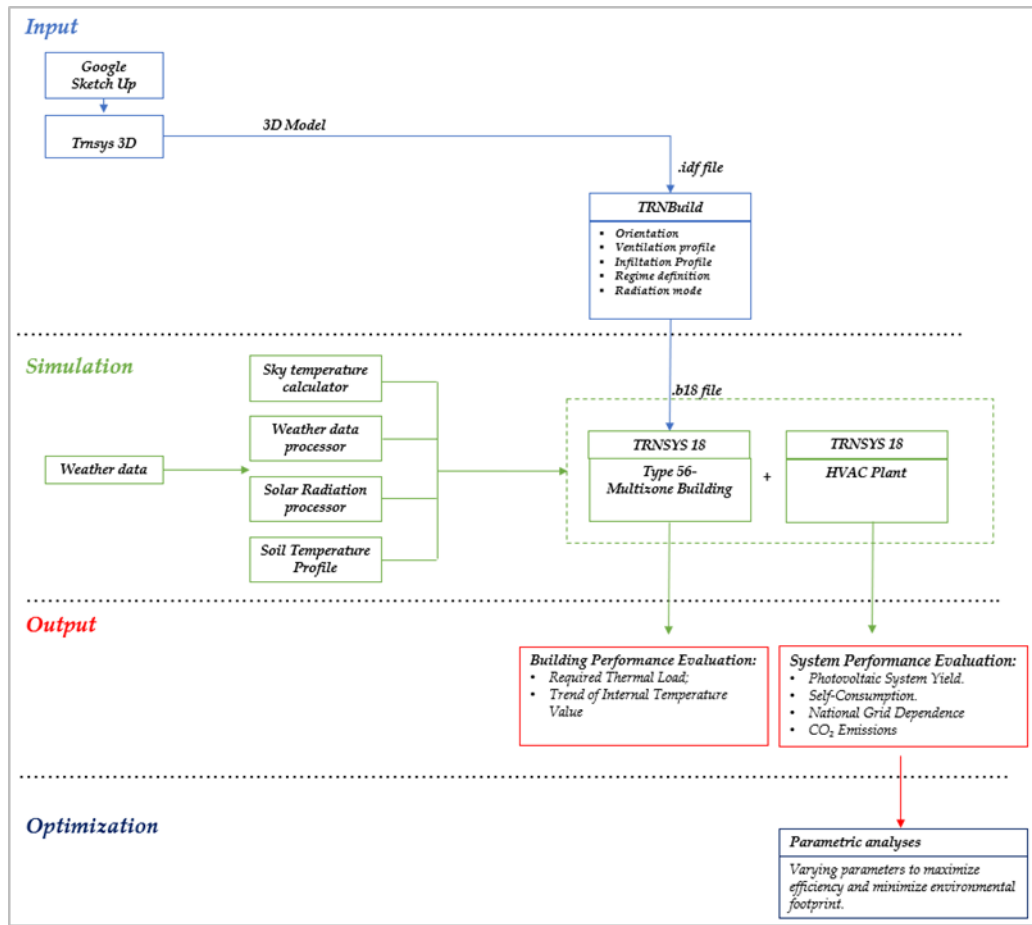 Input
Google
Sketch Up
Trnsys 3D
3D Model
.idf file
TRNBuild
▪ Orientation
▪ Ventilation profile
▪ Infiltation Profile
▪ Regime definition
▪ Radiation mode
Simulation
Sky temperature
calculator
Weather data
processor
Weather data
Solar Radiation
processor
Soil Temperature
Profile
.b18 file
TRNSYS 18
Type 56-
Multizone Building
+
TRNSYS 18
HVAC Plant
Output
Building Performance Evaluation:
• Required Thermal Load;
• Trend of Internal Temperature
Value
System Performance Evaluation:
• Photovoltaic System Yield.
• Self-Consumption.
• National Grid Dependence
• CO₂ Emissions
Optimization
Parametric analyses
Varying parameters to maximize
efficiency and minimize environmental
footprint.